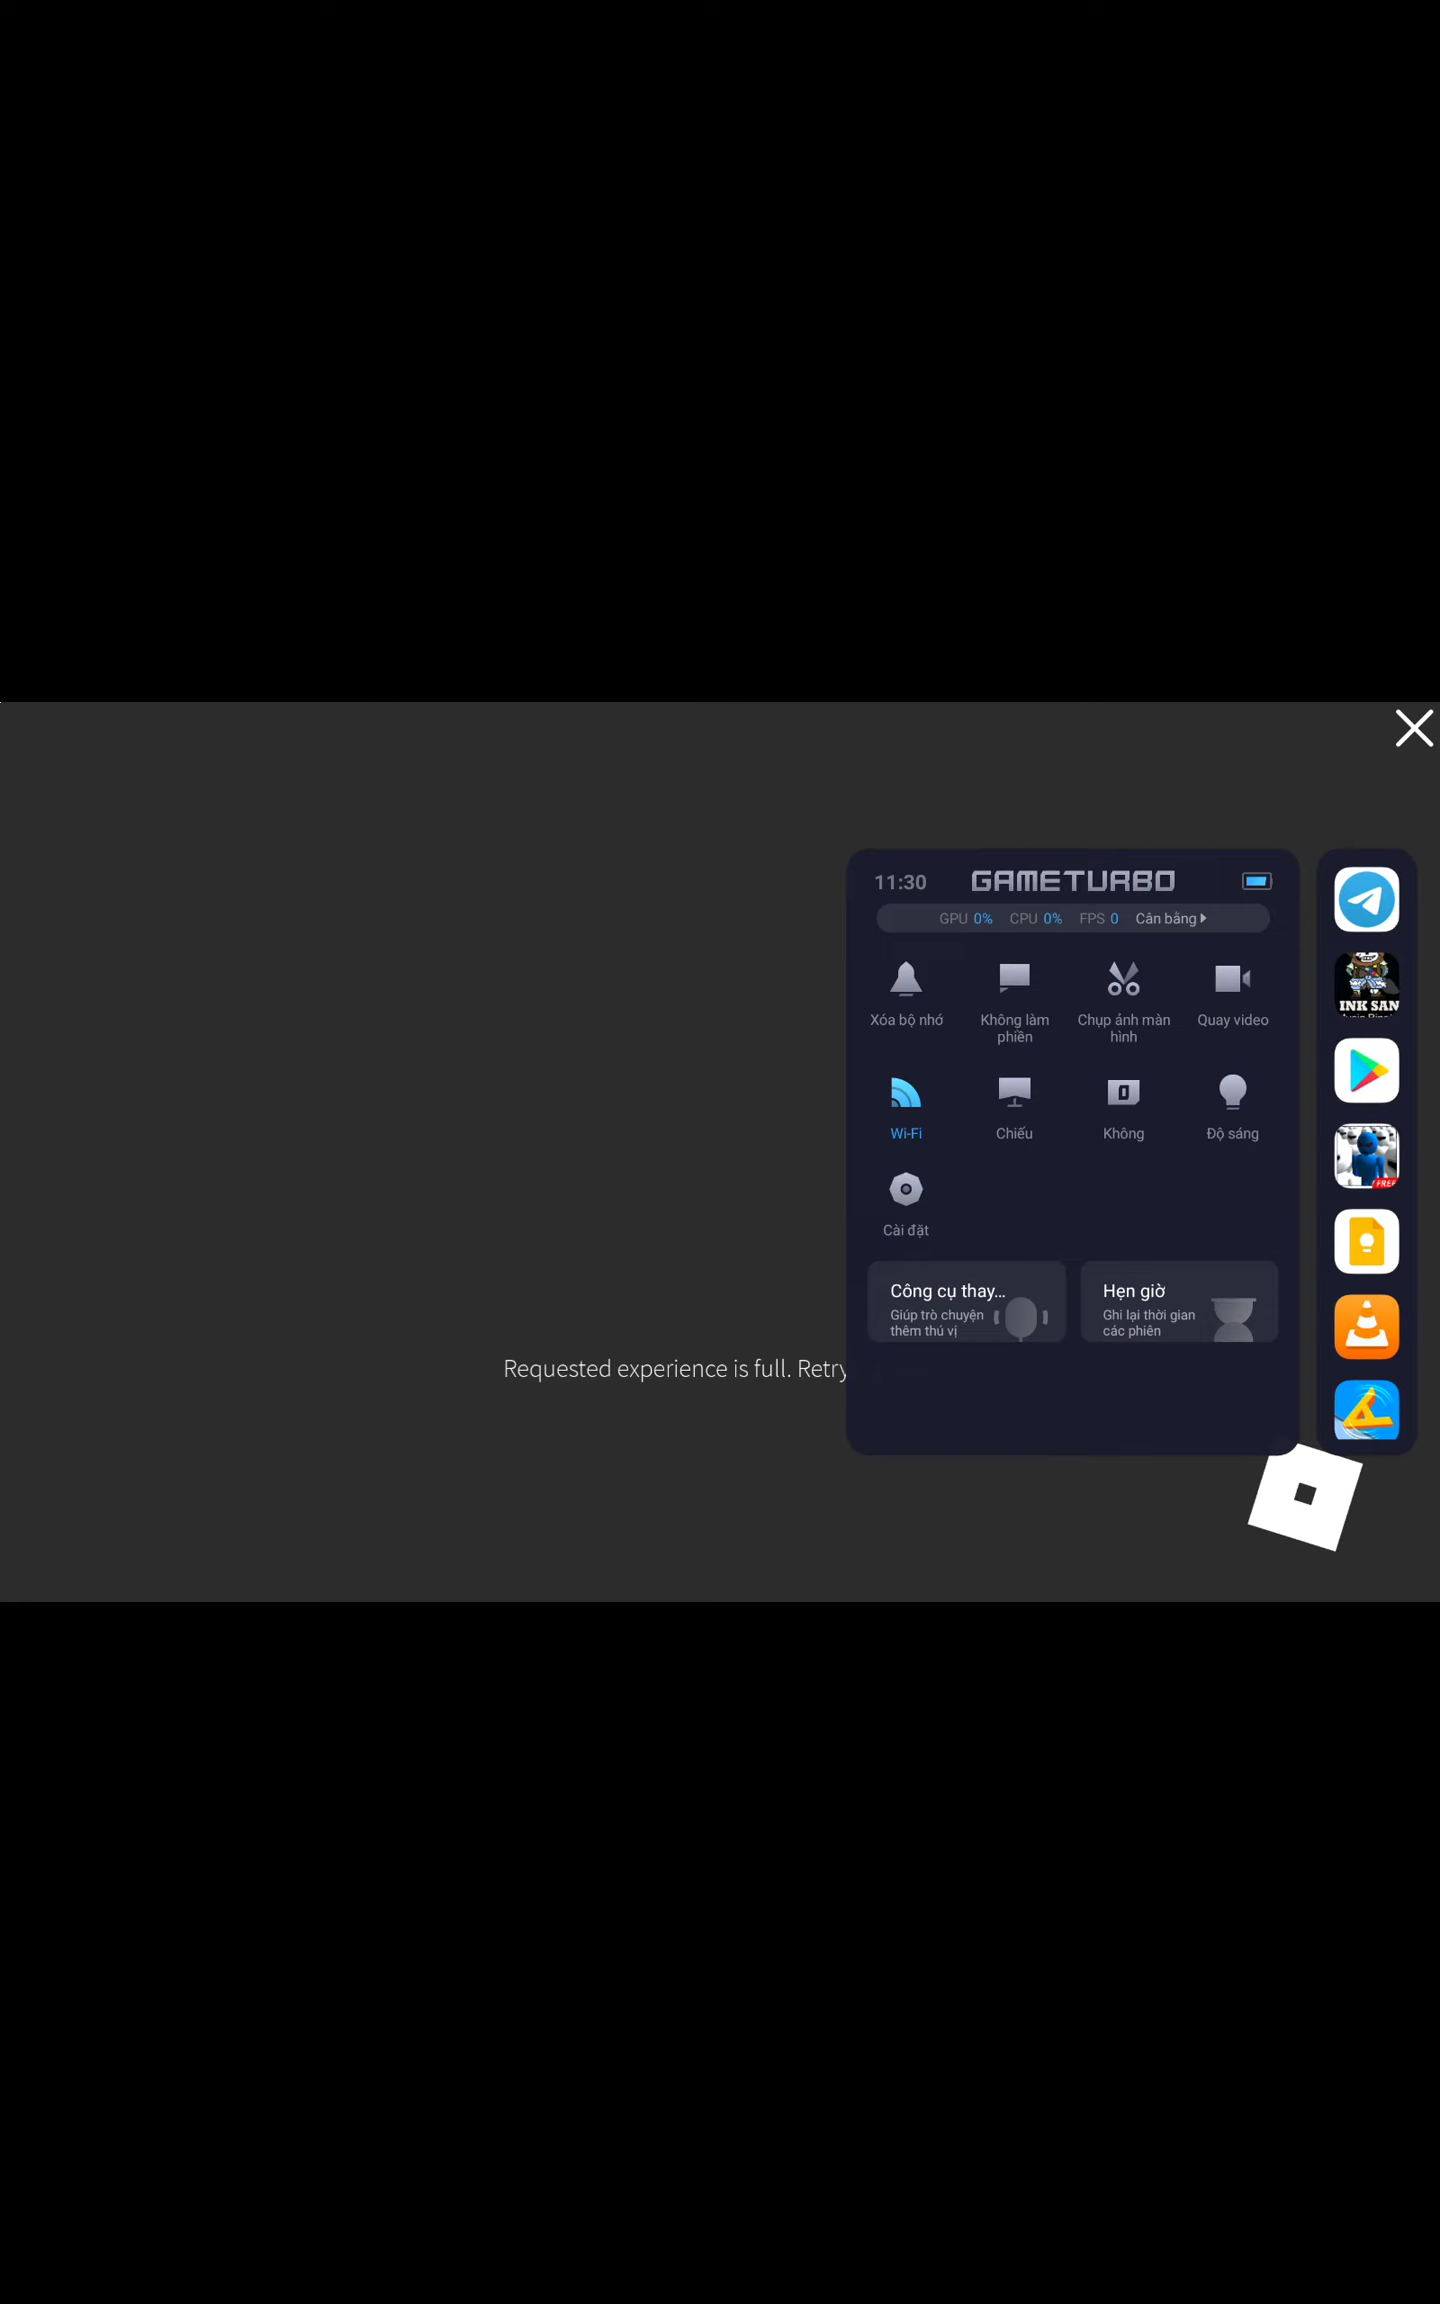 11:30 GAMETURBO
GPU 0% CPU 0% FPS 0 Cân bằng
Xóa bộ nhớ
Không làm
phiền
Chụp ảnh màn
hình
Quay video
Wi-Fi
Chiếu
Không
Độ sáng
Cài đặt
Công cụ thay...
Giúp trò chuyện
thêm thú vị
Hẹn giờ
Ghi lại thời gian
các phiên
Requested experience is full. Retry
INK SAN
FREE